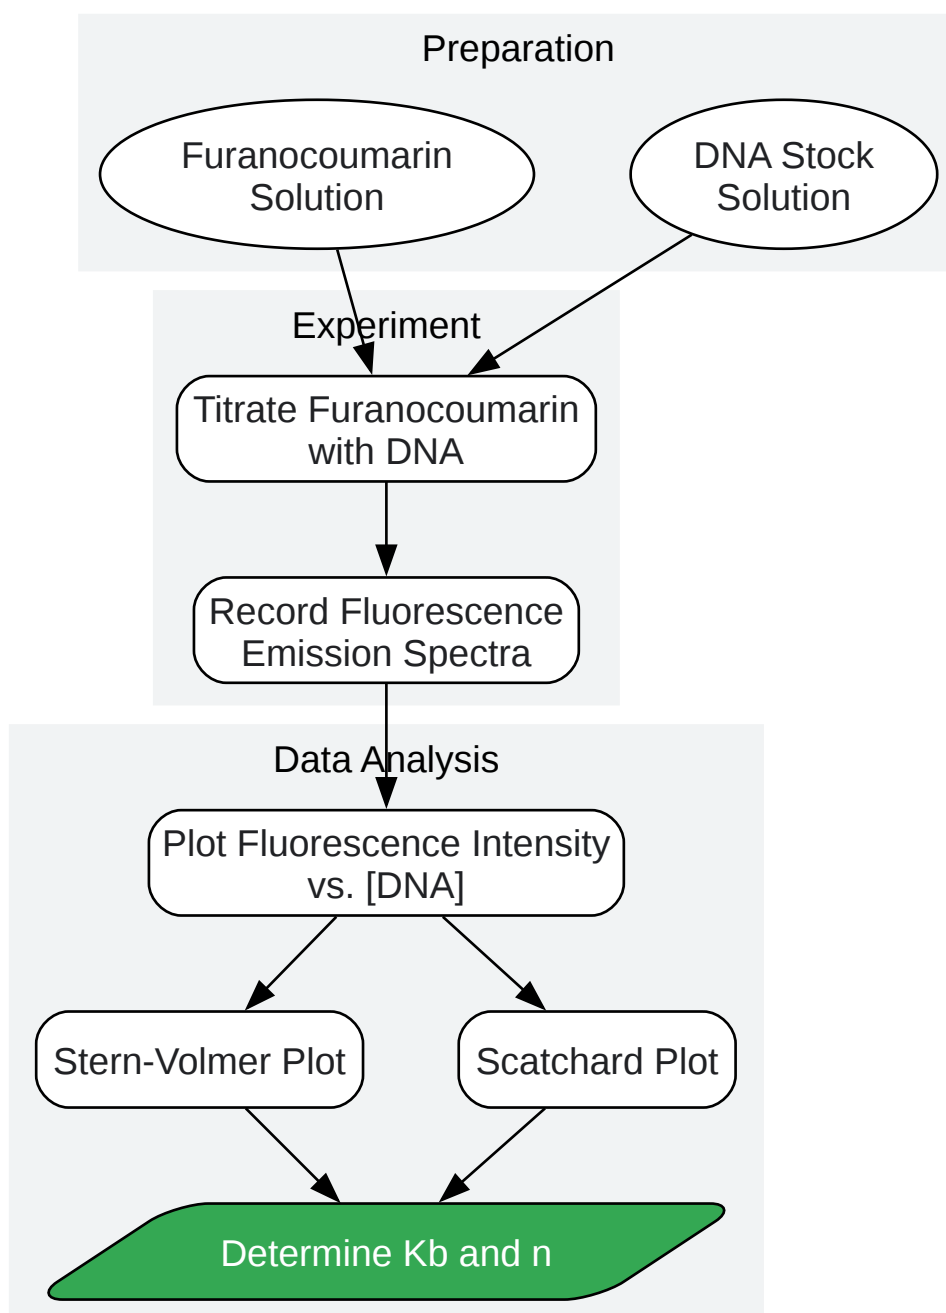 Preparation
Furanocoumarin
Solution
DNA Stock
Solution
Experiment
Titrate Furanocoumarin
with DNA
Record Fluorescence
Emission Spectra
Data Analysis
Plot Fluorescence Intensity
vs. [DNA]
Stern-Volmer Plot
Scatchard Plot
Determine Kb and n